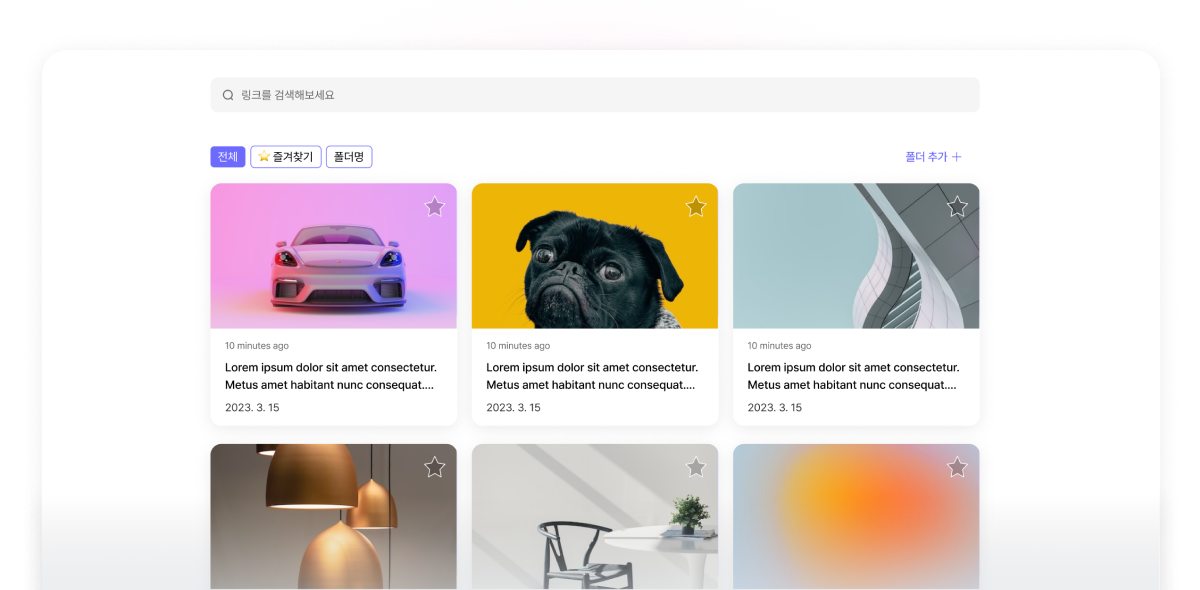 링크를 검색해보세요
전체
⭐ 즐겨찾기
폴더명
폴더 추가 +
10 minutes ago
Lorem ipsum dolor sit amet consectetur.
Metus amet habitant nunc consequat....
2023. 3. 15
10 minutes ago
Lorem ipsum dolor sit amet consectetur.
Metus amet habitant nunc consequat....
2023. 3. 15
10 minutes ago
Lorem ipsum dolor sit amet consectetur.
Metus amet habitant nunc consequat....
2023. 3. 15